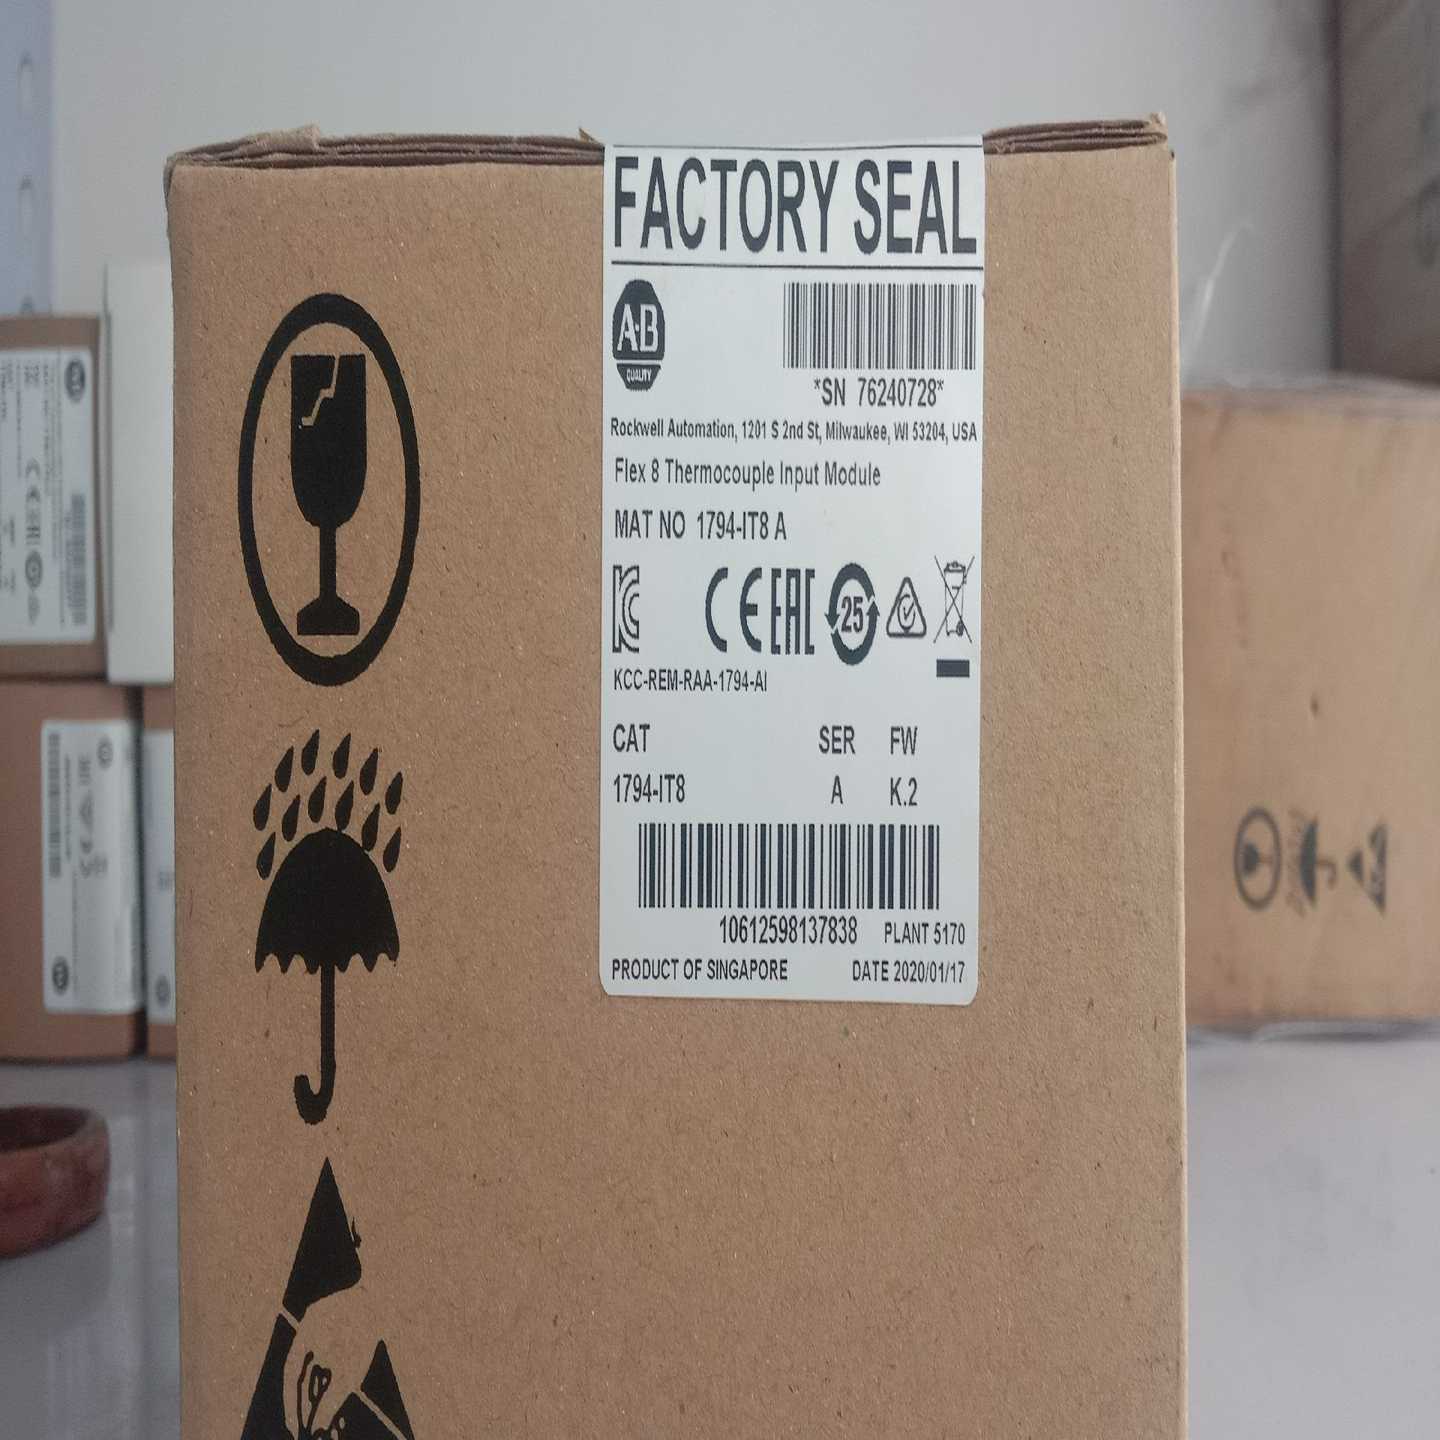 FACTORY SEAL
A·B
QUALITY
*SN 76240728*
Rockwell Automation, 1201 S 2nd St, Milwaukee, WI 53204, USA
Flex 8 Thermocouple Input Module
MAT NO 1794-IT8 A
CE EAC 25
KCC-REM-RAA-1794-AI
CAT SER FW
1794-IT8 A K.2
10612598137838 PLANT 5170
PRODUCT OF SINGAPORE DATE 2020/01/17